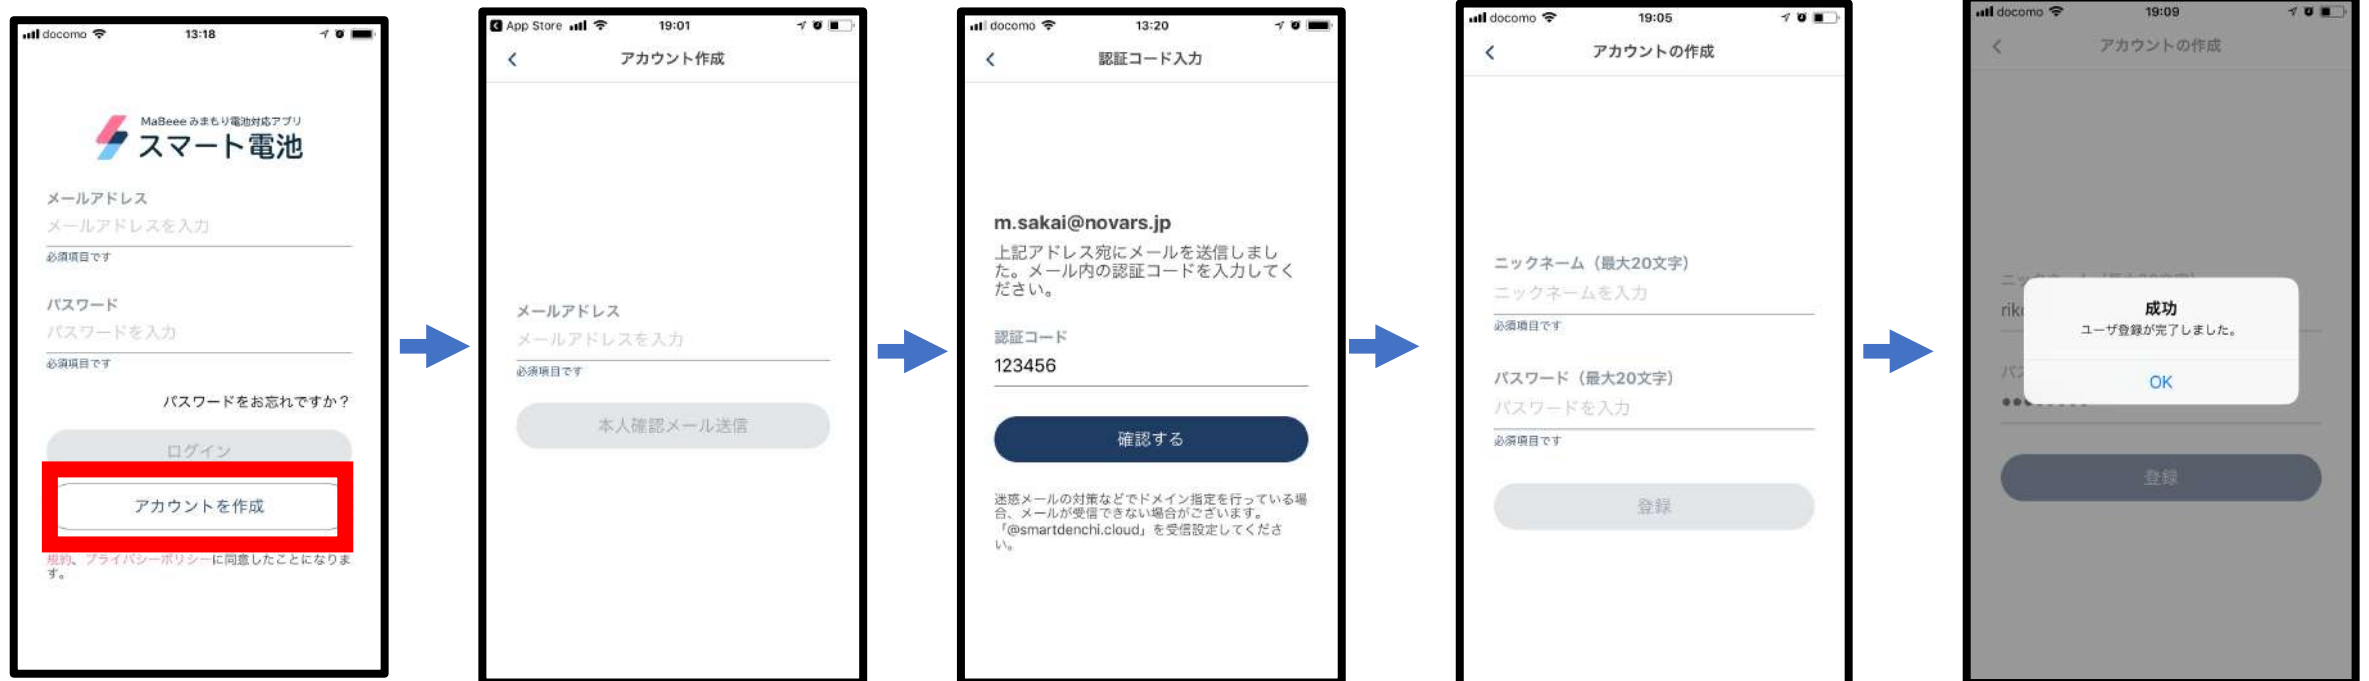 docomo 13:18
MaBeee みまもり電池対応アプリ
スマート電池
メールアドレス
メールアドレスを入力
必須項目です
パスワード
パスワードを入力
必須項目です
パスワードをお忘れですか？
ログイン
アカウントを作成
規約、プライバシーポリシーに同意したことになりま
す。
App Store 19:01
アカウント作成
メールアドレス
メールアドレスを入力
必須項目です
本人確認メール送信
docomo 13:20
認証コード入力
m.sakai@novars.jp
上記アドレス宛にメールを送信しまし
た。メール内の認証コードを入力してく
ださい。
認証コード
123456
確認する
迷惑メールの対策などでドメイン指定を行っている場
合、メールが受信できない場合がございます。
「@smartdenchi.cloud」を受信設定してくださ
い。
docomo 19:05
アカウントの作成
ニックネーム（最大20文字）
ニックネームを入力
必須項目です
パスワード（最大20文字）
パスワードを入力
必須項目です
登録
docomo 19:09
アカウントの作成
成功
ユーザ登録が完了しました。
OK
登録